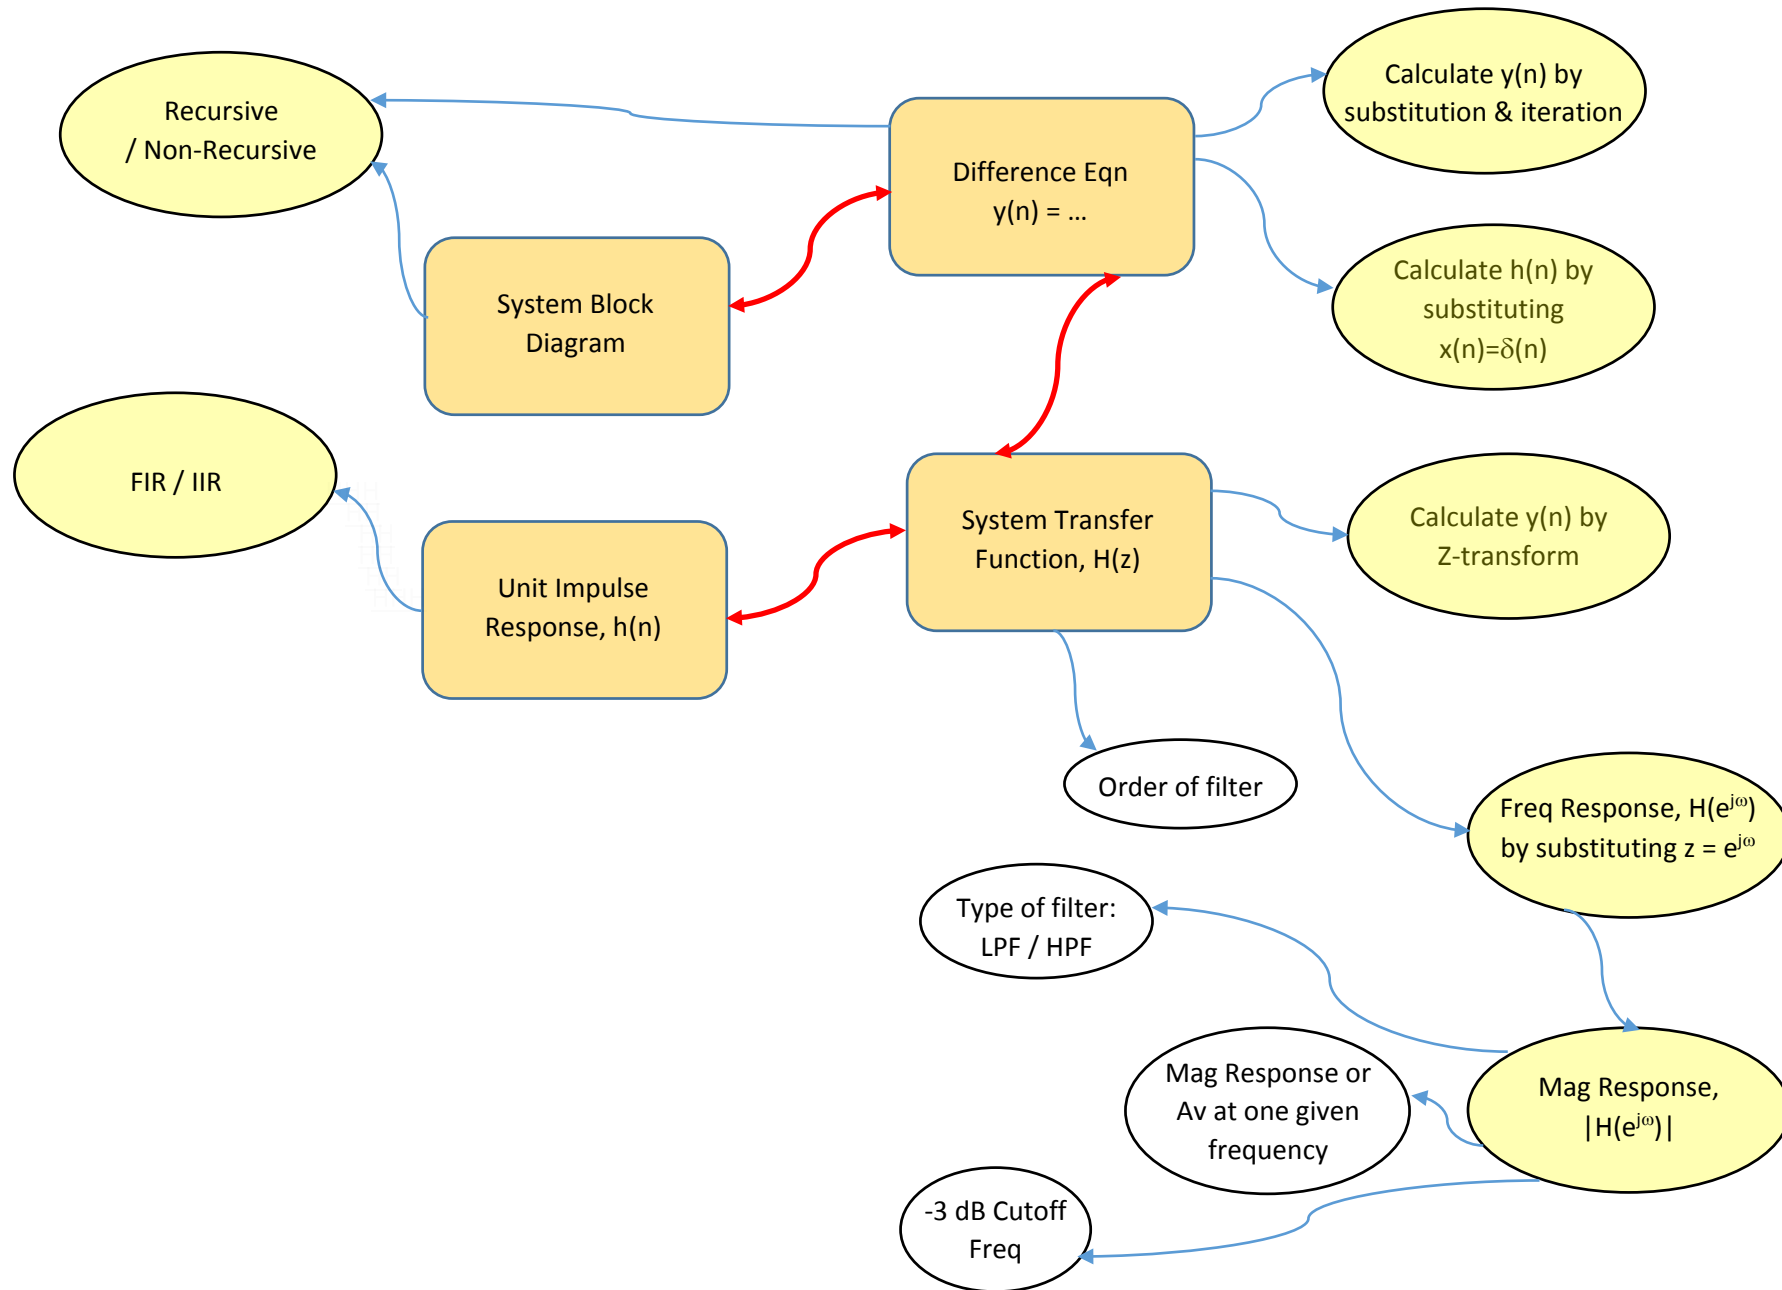 Recursive
/ Non-Recursive
Difference Eqn
y(n) = ...
Calculate y(n) by
substitution & iteration
System Block
Diagram
Calculate h(n) by
substituting
x(n)=δ(n)
FIR / IIR
Unit Impulse
Response, h(n)
System Transfer
Function, H(z)
Calculate y(n) by
Z-transform
Order of filter
Freq Response, H(e^jω)
by substituting z = e^jω
Type of filter:
LPF / HPF
Mag Response or
Av at one given
frequency
Mag Response,
|H(e^jω)|
-3 dB Cutoff
Freq